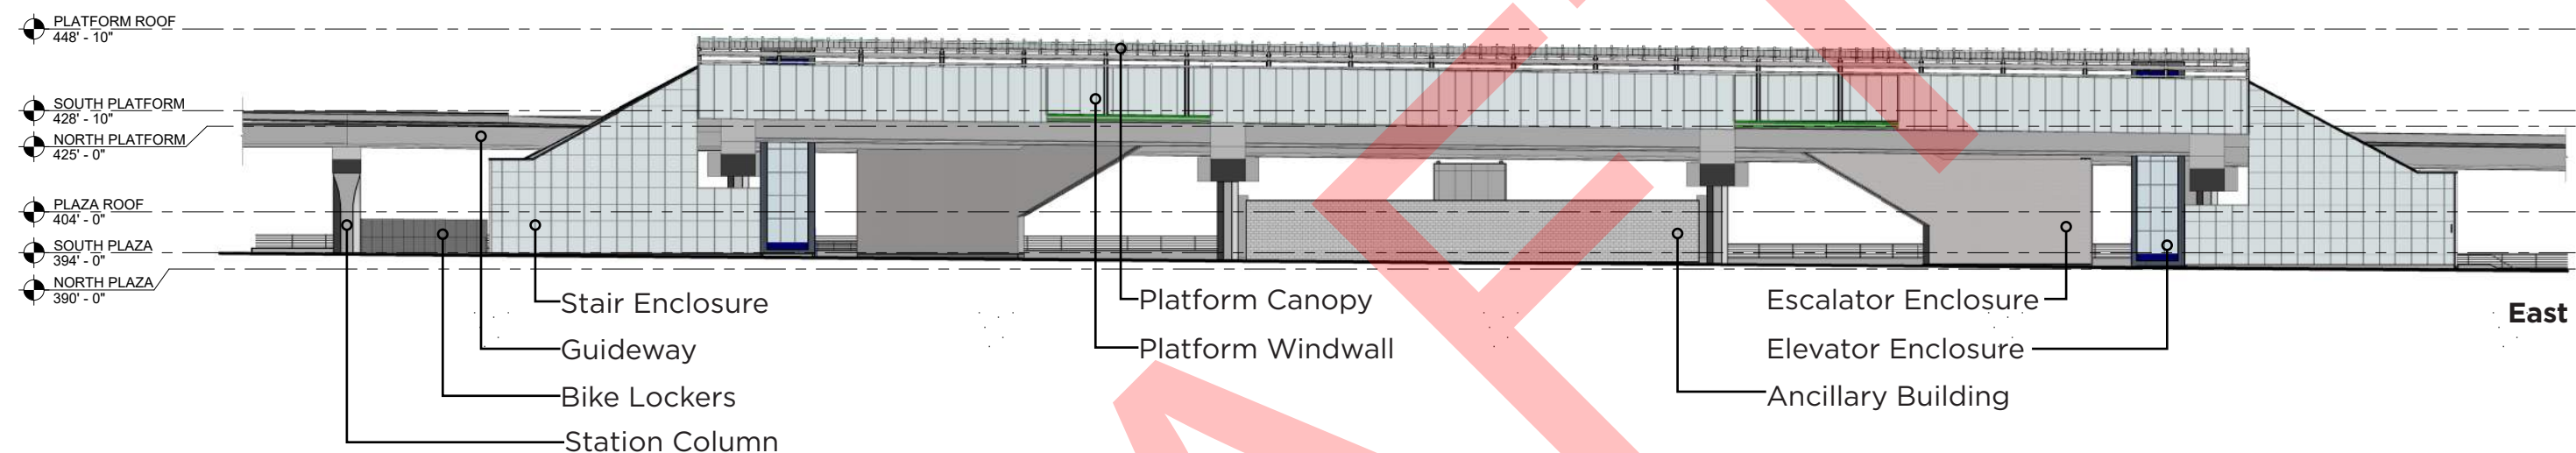 PLATFORM ROOF
448' - 10"
SOUTH PLATFORM
428' - 10"
NORTH PLATFORM
425' - 0"
PLAZA ROOF
404' - 0"
SOUTH PLAZA
394' - 0"
NORTH PLAZA
390' - 0"
Stair Enclosure
Guideway
Bike Lockers
Station Column
Platform Canopy
Platform Windwall
Escalator Enclosure
Elevator Enclosure
Ancillary Building
East